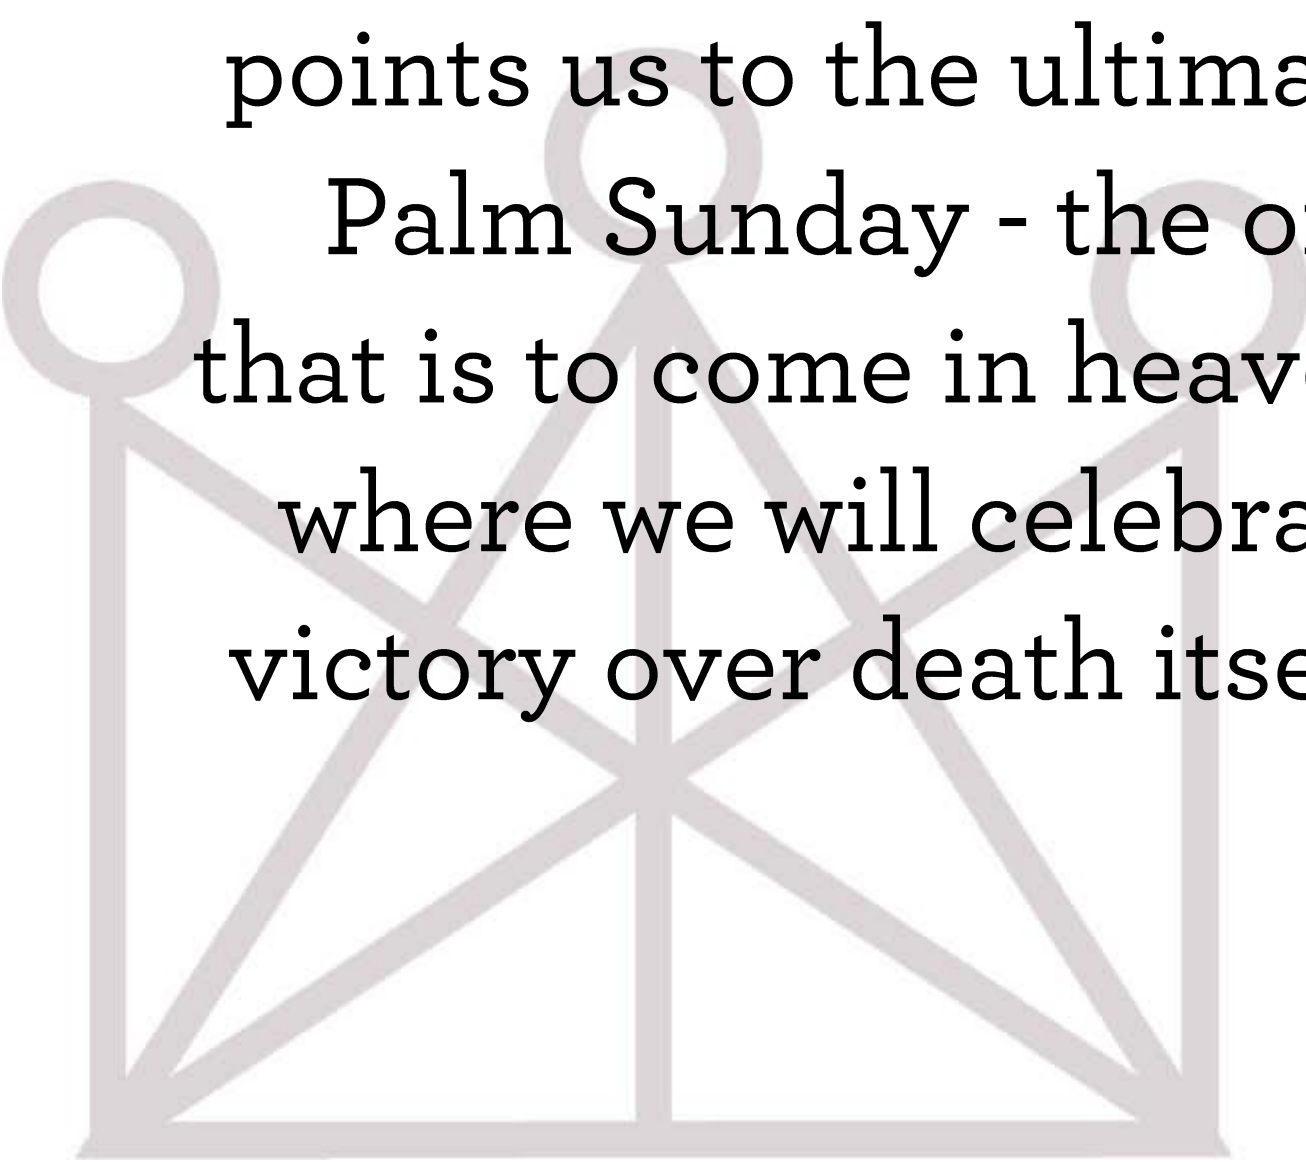 points us to the ultima
Palm Sunday - the o
that is to come in heav
where we will celebra
victory over death itse